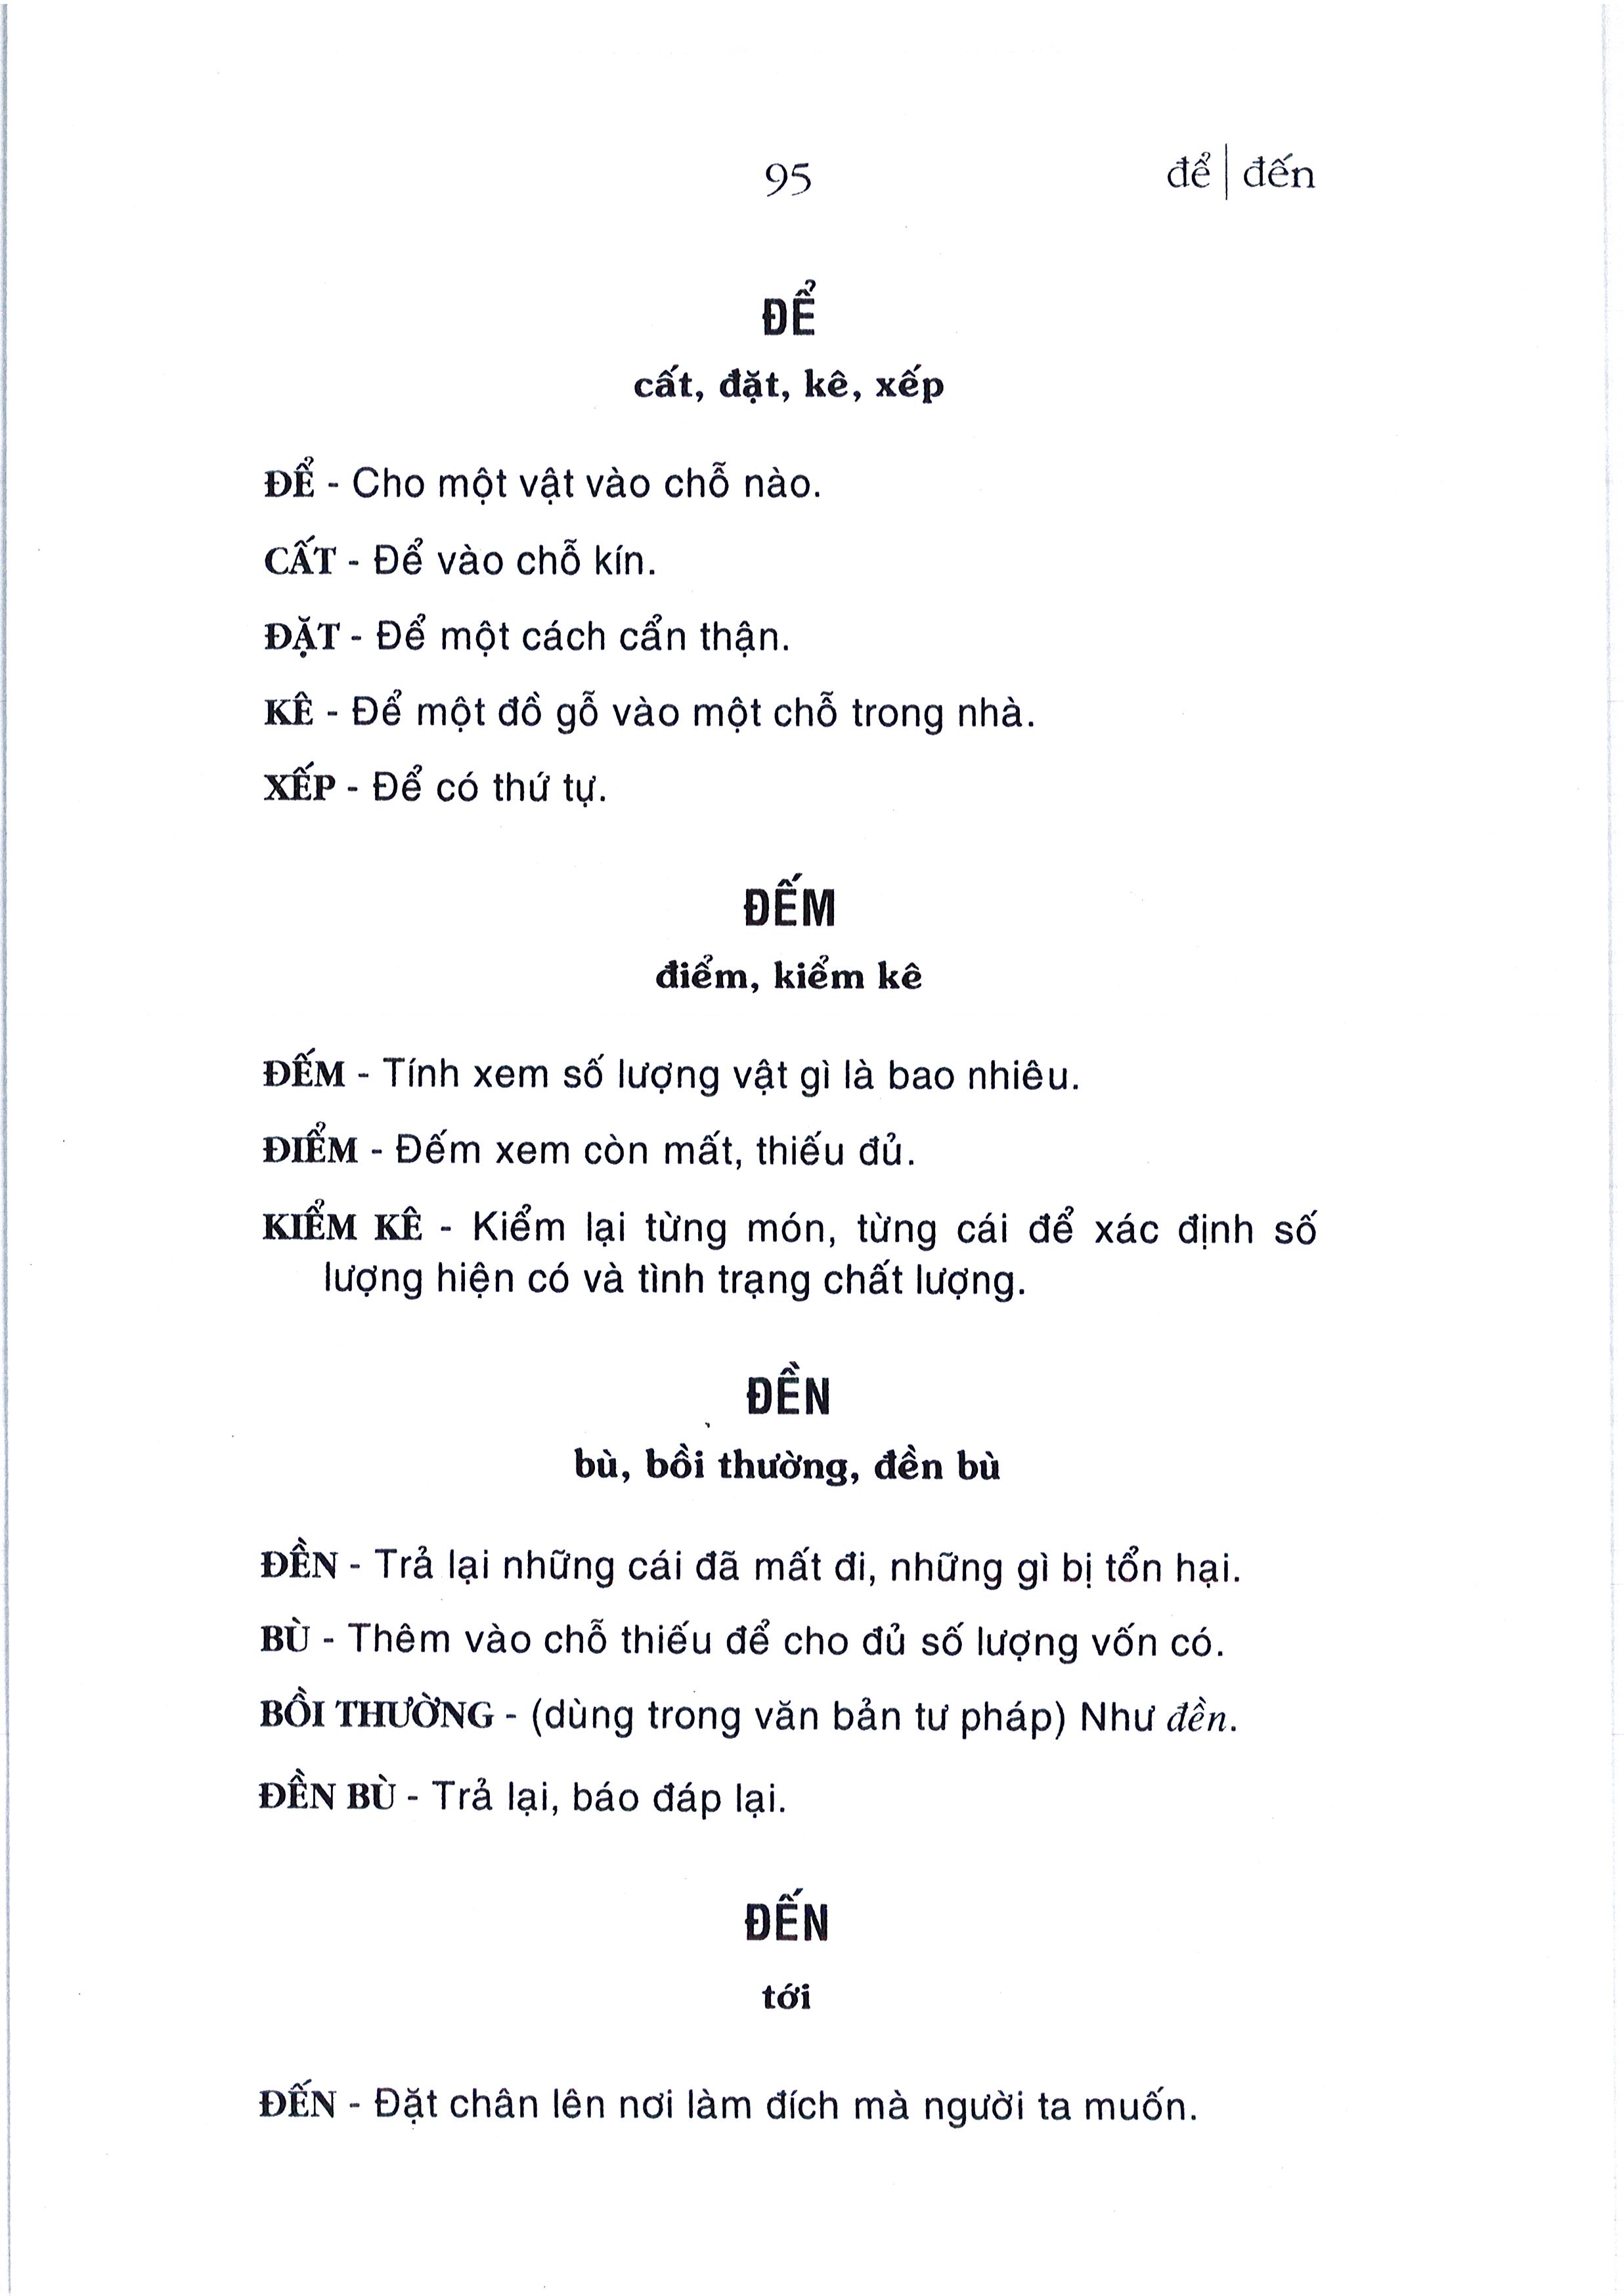 95
để | đến
ĐỂ
cất, đặt, kê, xếp
ĐỂ - Cho một vật vào chỗ nào.
CẤT - Để vào chỗ kín.
ĐẶT - Để một cách cẩn thận.
KÊ - Để một đồ gỗ vào một chỗ trong nhà.
XẾP - Để có thứ tự.
ĐẾM
điểm, kiểm kê
ĐẾM - Tính xem số lượng vật gì là bao nhiêu.
ĐIỂM - Đếm xem còn mất, thiếu đủ.
KIỂM KÊ - Kiểm lại từng món, từng cái để xác định số
lượng hiện có và tình trạng chất lượng.
ĐỀN
bù, bồi thường, đền bù
ĐỀN - Trả lại những cái đã mất đi, những gì bị tổn hại.
BÙ - Thêm vào chỗ thiếu để cho đủ số lượng vốn có.
BỒI THƯỜNG - (dùng trong văn bản tư pháp) Như đền.
ĐỀN BÙ - Trả lại, báo đáp lại.
ĐẾN
tới
ĐẾN - Đặt chân lên nơi làm đích mà người ta muốn.